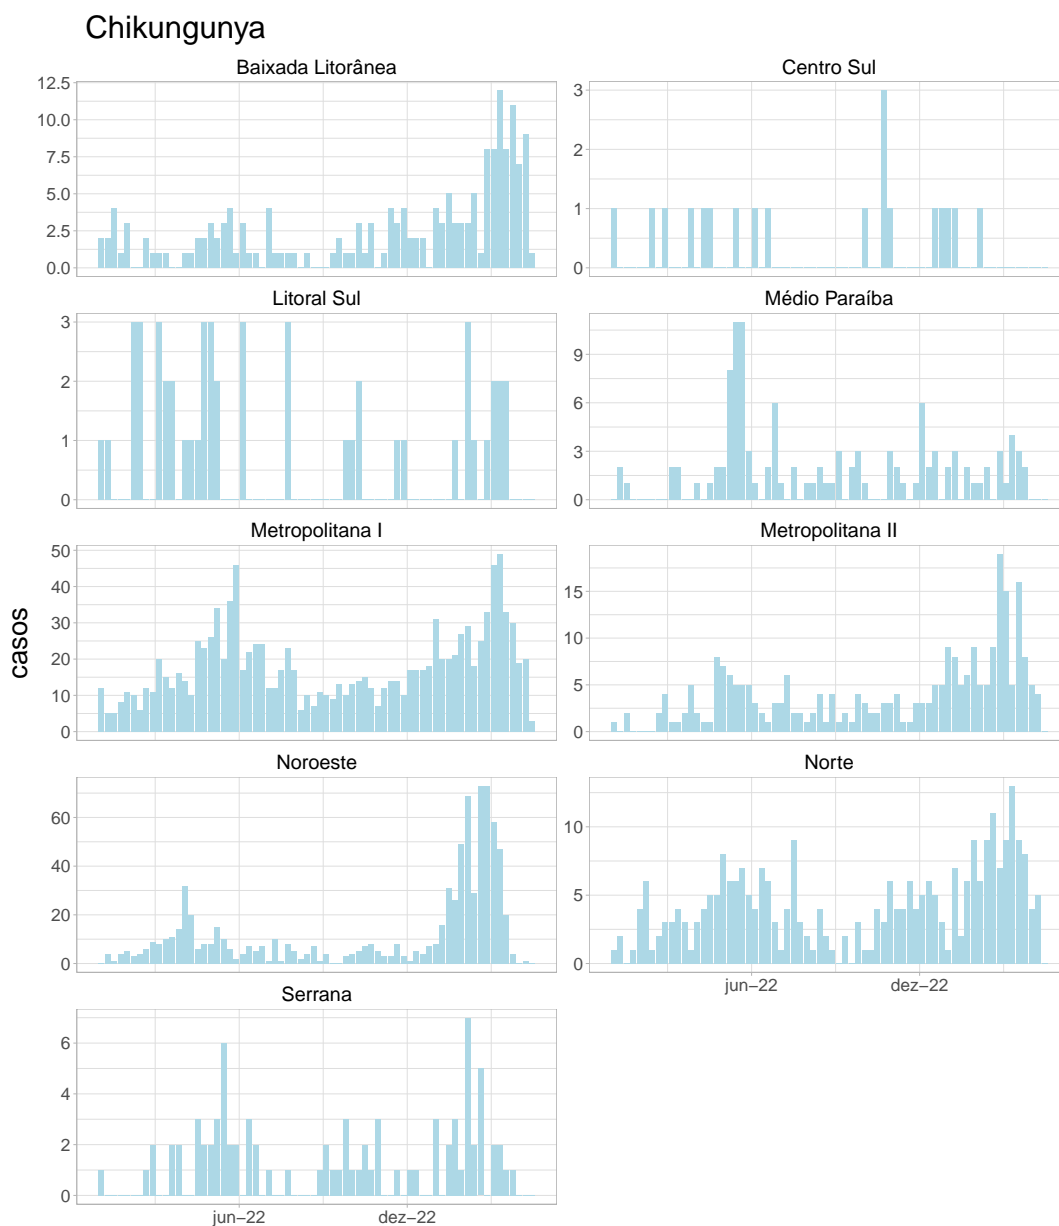 Chikungunya
Baixada Litorânea
Centro Sul
12.5
10.0
7.5
5.0
2.5
0.0
3
2
1
0
Litoral Sul
Médio Paraíba
3
2
1
0
9
6
3
0
Metropolitana I
Metropolitana II
50
40
30
20
10
0
15
10
5
0
casos
Noroeste
Norte
60
40
20
0
10
5
0
jun−22
dez−22
Serrana
6
4
2
0
jun−22
dez−22